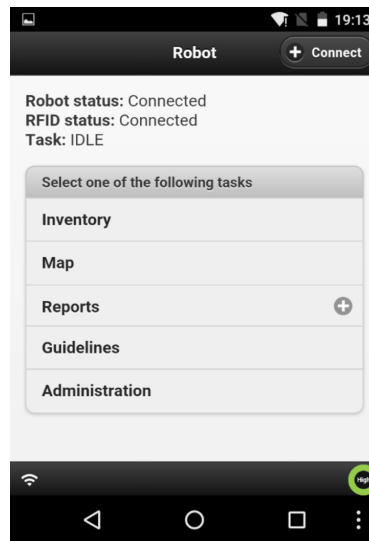 19:13
Robot
Connect
Robot status: Connected
RFID status: Connected
Task: IDLE
Select one of the following tasks
Inventory
Map
Reports
Guidelines
Administration
High